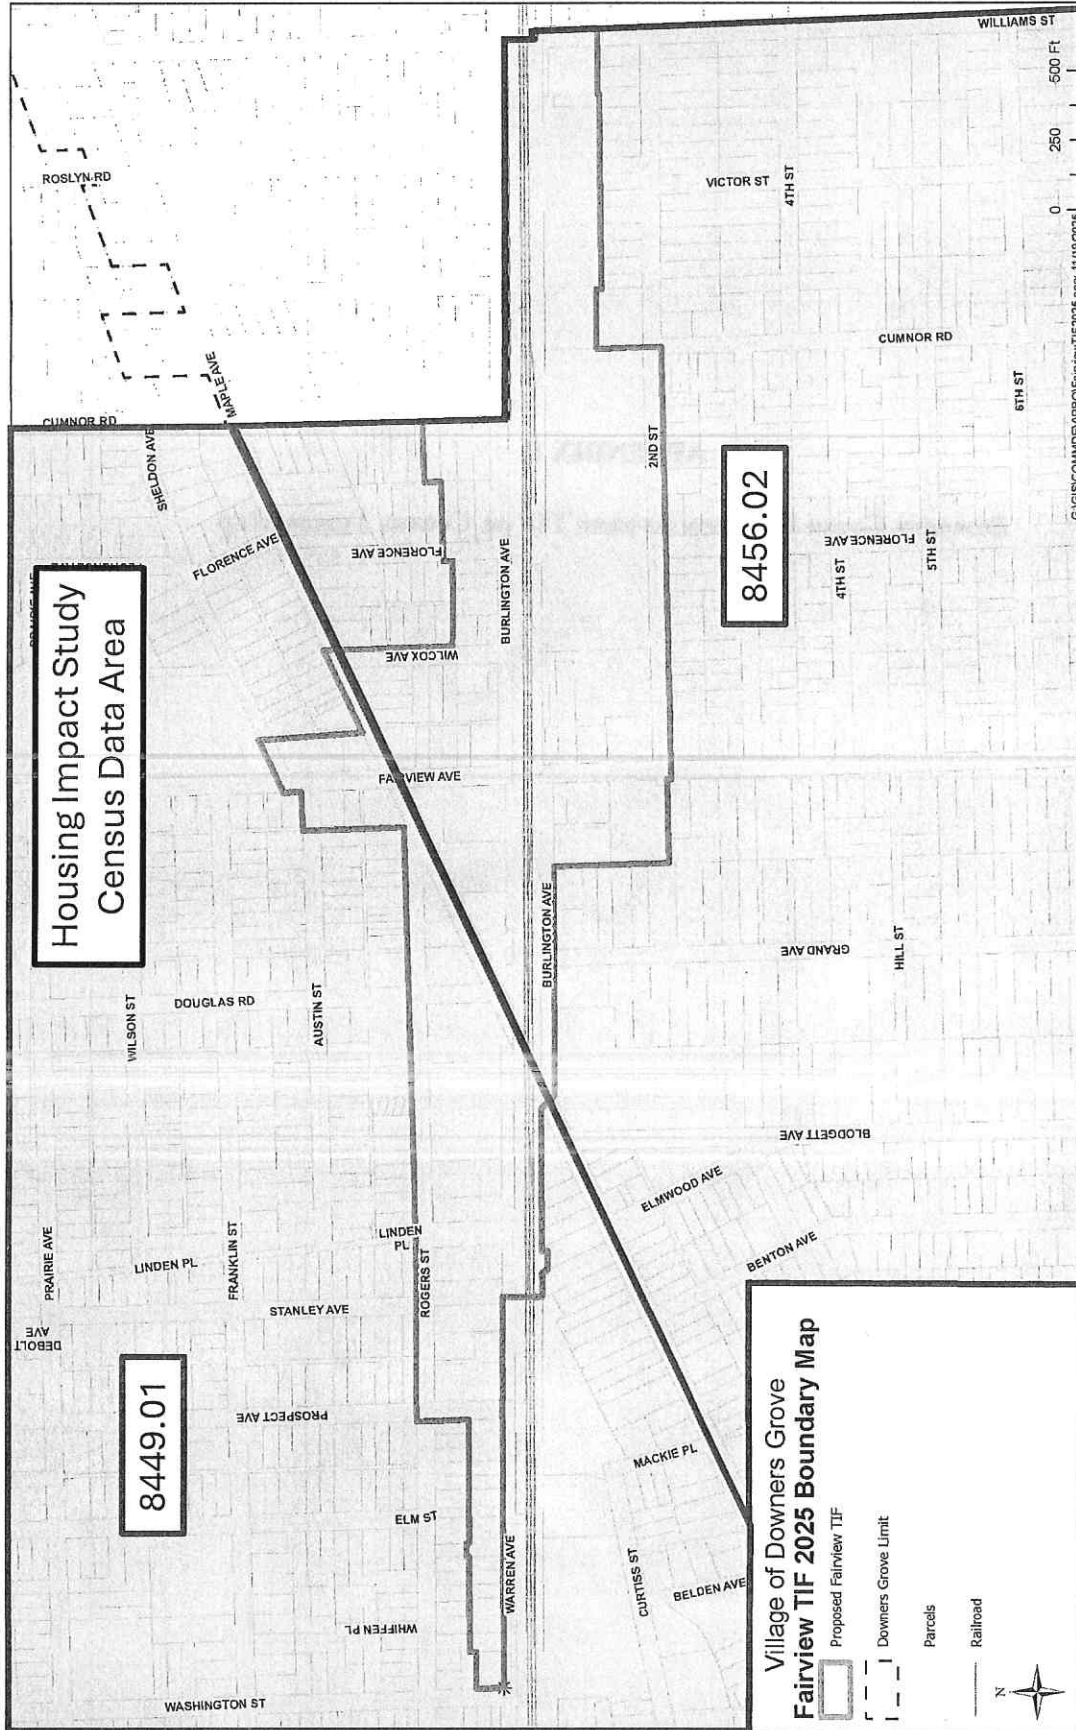 Housing Impact Study
Census Data Area
8449.01
8456.02
WILLIAMS ST
ROSLYN RD
CUMNOR RD
MAPLE AVE
SHELDON AVE
FLORENCE AVE
FLORENCE AVE
WILCOX AVE
FAIRVIEW AVE
BURLINGTON AVE
BURLINGTON AVE
VICTOR ST
4TH ST
CUMNOR RD
2ND ST
6TH ST
FLORENCE AVE
4TH ST
5TH ST
WILSON ST
DOUGLAS RD
AUSTIN ST
GRAND AVE
HILL ST
BLODGETT AVE
ELMWOOD AVE
BENTON AVE
PRAIRIE AVE
LINDEN PL
FRANKLIN ST
LINDEN
PL
ROGERS ST
STANLEY AVE
DEBOLT
AVE
PROSPECT AVE
ELM ST
WARREN AVE
WHIFFEN PL
WASHINGTON ST
MACKIE PL
CURTISS ST
BELDEN AVE
Village of Downers Grove
Fairview TIF 2025 Boundary Map
Proposed Fairview TIF
Downers Grove Limit
Parcels
Railroad
N
0 250 500 Ft